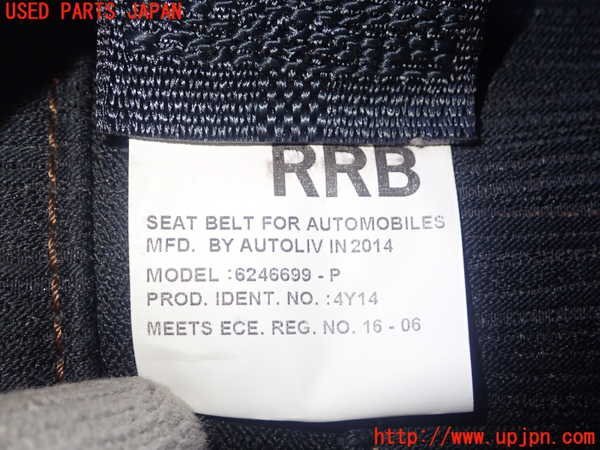 USED PARTS JAPAN
RRB
SEAT BELT FOR AUTOMOBILES
MFD. BY AUTOLIV IN 2014
MODEL :6246699 - P
PROD. IDENT. NO. :4Y14
MEETS ECE. REG. NO. 16 - 06
http://www.upjpn.com/